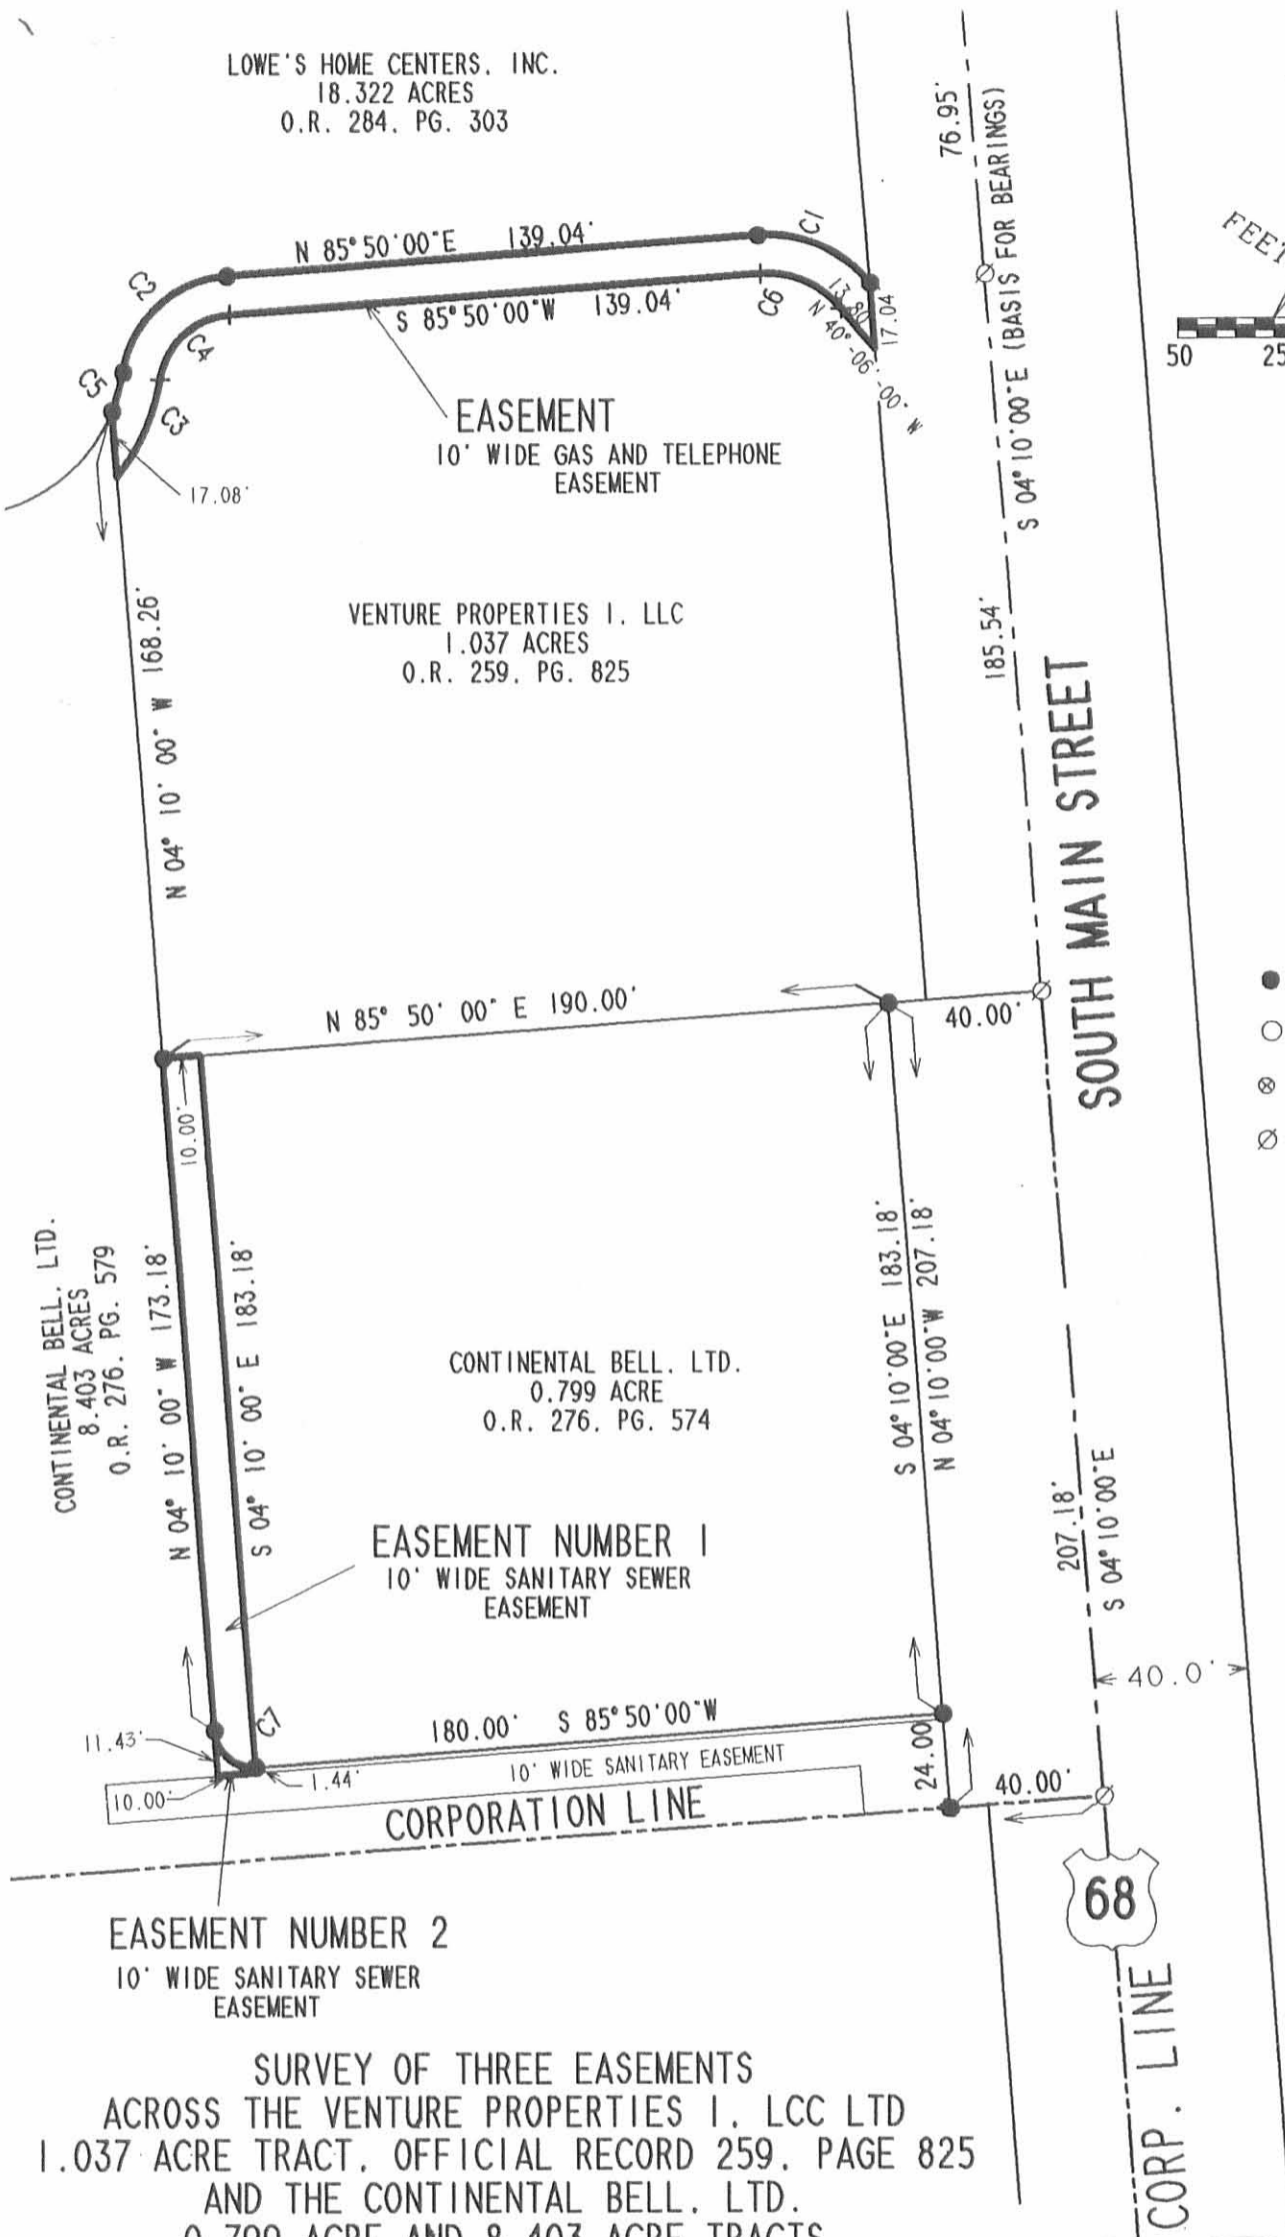 LOWE'S HOME CENTERS. INC.
18.322 ACRES
O.R. 284. PG. 303
76.95'
S 04°10'00"E (BASIS FOR BEARINGS)
FEET
50 25
N 85°50'00"E 139.04'
C1
C2
S 85°50'00"W 139.04'
C6
13.80
N 40°-06'-00" W
17.04
C4
C5
C3
17.08'
EASEMENT
10' WIDE GAS AND TELEPHONE
EASEMENT
185.54'
N 04° 10' 00" W 168.26'
VENTURE PROPERTIES I. LLC
1.037 ACRES
O.R. 259. PG. 825
SOUTH MAIN STREET
N 85° 50' 00" E 190.00'
40.00'
10.00'
CONTINENTAL BELL. LTD.
8.403 ACRES
O.R. 276. PG. 579
N 04° 10' 00" W 173.18'
S 04° 10' 00" E 183.18'
CONTINENTAL BELL. LTD.
0.799 ACRE
O.R. 276. PG. 574
S 04°10'00"E 183.18'
N 04°10'00"W 207.18'
207.18'
S 04°10'00"E
EASEMENT NUMBER 1
10' WIDE SANITARY SEWER
EASEMENT
40.0'
C7
180.00' S 85°50'00"W
11.43'
10.00'
1.44'
10' WIDE SANITARY EASEMENT
24.00
40.00'
CORPORATION LINE
68
EASEMENT NUMBER 2
10' WIDE SANITARY SEWER
EASEMENT
CORP. LINE
SURVEY OF THREE EASEMENTS
ACROSS THE VENTURE PROPERTIES I. LCC LTD
1.037 ACRE TRACT. OFFICIAL RECORD 259. PAGE 825
AND THE CONTINENTAL BELL. LTD.
0.799 ACRE AND 8.403 ACRE TRACTS